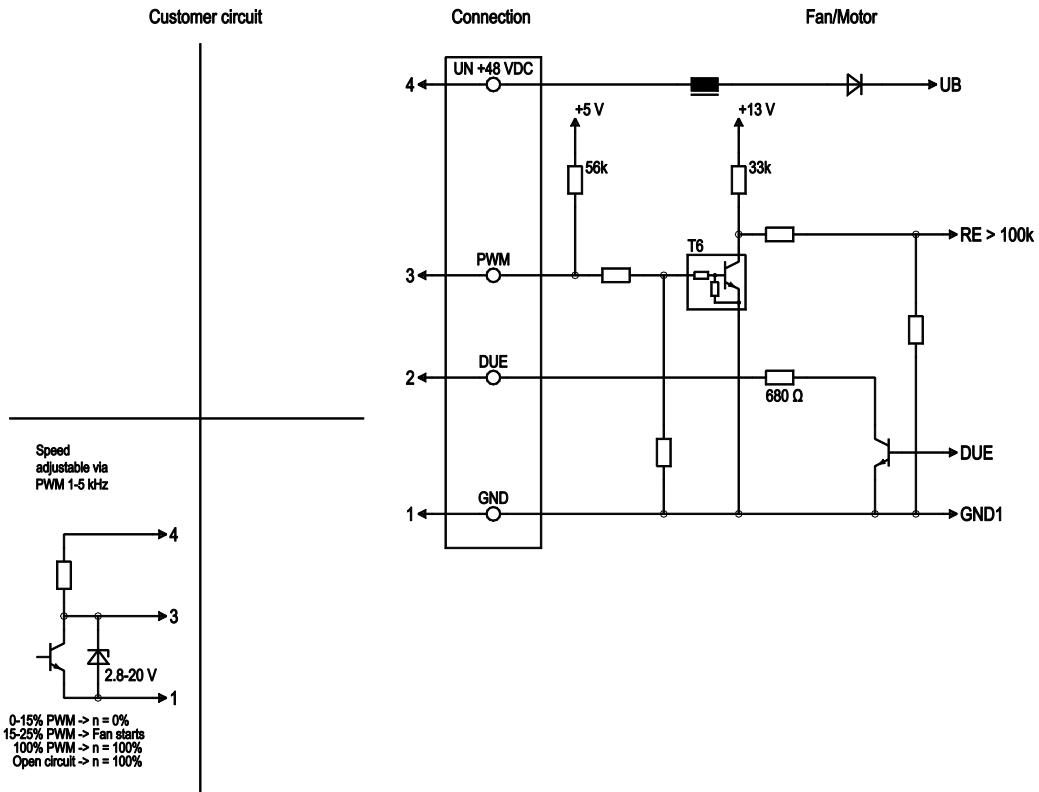 Customer circuit
Connection
Fan/Motor
UN +48 VDC
4
UB
+5 V
+13 V
56k
33k
RE > 100k
T6
PWM
3
DUE
2
680 Ω
DUE
GND
1
GND1
Speed
adjustable via
PWM 1-5 kHz
4
3
2.8-20 V
1
0-15% PWM -> n = 0%
15-25% PWM -> Fan starts
100% PWM -> n = 100%
Open circuit -> n = 100%